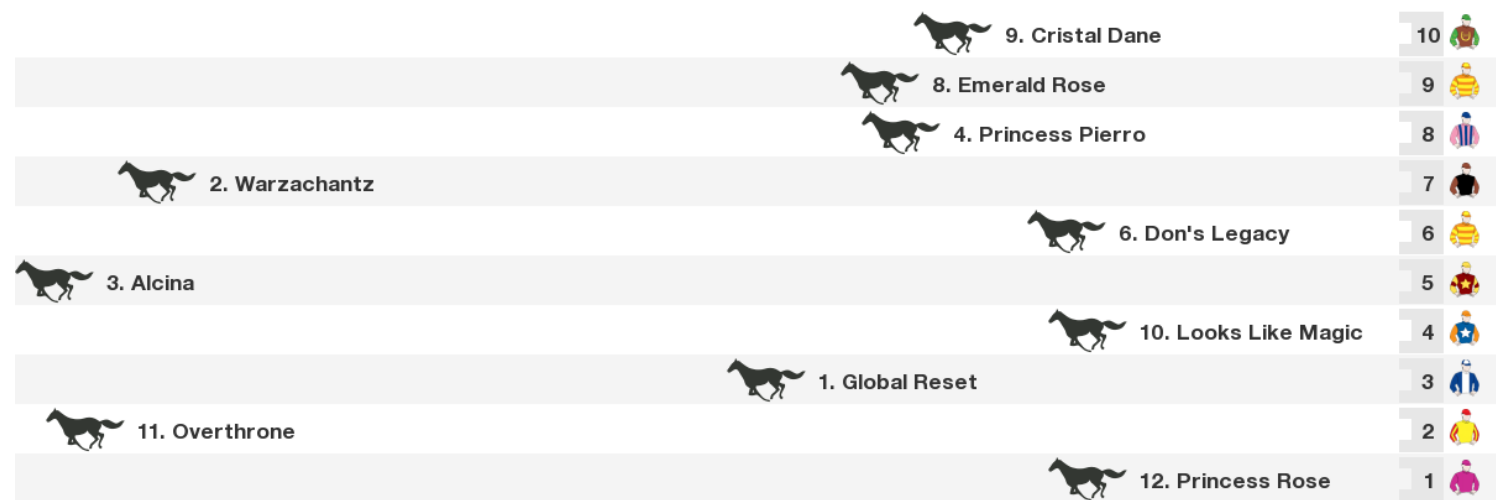 9. Cristal Dane 10
8. Emerald Rose 9
4. Princess Pierro 8
2. Warzachantz 7
6. Don's Legacy 6
3. Alcina 5
10. Looks Like Magic 4
1. Global Reset 3
11. Overthrone 2
12. Princess Rose 1